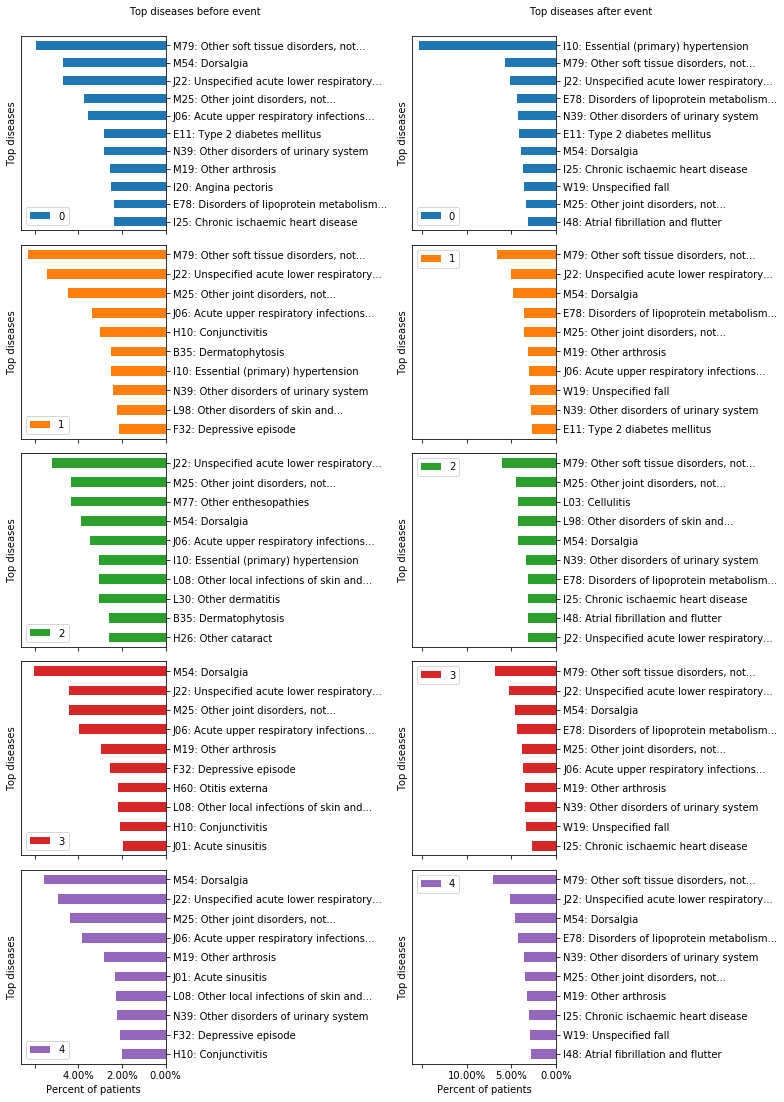 Top diseases before event
Top diseases
M79: Other soft tissue disorders, not...
M54: Dorsalgia
J22: Unspecified acute lower respiratory...
M25: Other joint disorders, not...
J06: Acute upper respiratory infections...
E11: Type 2 diabetes mellitus
N39: Other disorders of urinary system
M19: Other arthrosis
I20: Angina pectoris
E78: Disorders of lipoprotein metabolism...
I25: Chronic ischaemic heart disease
0
Top diseases
M79: Other soft tissue disorders, not...
J22: Unspecified acute lower respiratory...
M25: Other joint disorders, not...
J06: Acute upper respiratory infections...
H10: Conjunctivitis
B35: Dermatophytosis
I10: Essential (primary) hypertension
N39: Other disorders of urinary system
L98: Other disorders of skin and...
F32: Depressive episode
1
Top diseases
J22: Unspecified acute lower respiratory...
M25: Other joint disorders, not...
M77: Other enthesopathies
M54: Dorsalgia
J06: Acute upper respiratory infections...
I10: Essential (primary) hypertension
L08: Other local infections of skin and...
L30: Other dermatitis
B35: Dermatophytosis
H26: Other cataract
2
Top diseases
M54: Dorsalgia
J22: Unspecified acute lower respiratory...
M25: Other joint disorders, not...
J06: Acute upper respiratory infections...
M19: Other arthrosis
F32: Depressive episode
H60: Otitis externa
L08: Other local infections of skin and...
H10: Conjunctivitis
J01: Acute sinusitis
3
Top diseases
M54: Dorsalgia
J22: Unspecified acute lower respiratory...
M25: Other joint disorders, not...
J06: Acute upper respiratory infections...
M19: Other arthrosis
J01: Acute sinusitis
L08: Other local infections of skin and...
N39: Other disorders of urinary system
F32: Depressive episode
H10: Conjunctivitis
4
4.00% 2.00% 0.00%
Percent of patients
Top diseases after event
Top diseases
I10: Essential (primary) hypertension
M79: Other soft tissue disorders, not...
J22: Unspecified acute lower respiratory...
E78: Disorders of lipoprotein metabolism...
N39: Other disorders of urinary system
E11: Type 2 diabetes mellitus
M54: Dorsalgia
I25: Chronic ischaemic heart disease
W19: Unspecified fall
M25: Other joint disorders, not...
I48: Atrial fibrillation and flutter
0
Top diseases
1
M79: Other soft tissue disorders, not...
J22: Unspecified acute lower respiratory...
M54: Dorsalgia
E78: Disorders of lipoprotein metabolism...
M25: Other joint disorders, not...
M19: Other arthrosis
J06: Acute upper respiratory infections...
W19: Unspecified fall
N39: Other disorders of urinary system
E11: Type 2 diabetes mellitus
Top diseases
2
M79: Other soft tissue disorders, not...
M25: Other joint disorders, not...
L03: Cellulitis
L98: Other disorders of skin and...
M54: Dorsalgia
N39: Other disorders of urinary system
E78: Disorders of lipoprotein metabolism...
I25: Chronic ischaemic heart disease
I48: Atrial fibrillation and flutter
J22: Unspecified acute lower respiratory...
Top diseases
3
M79: Other soft tissue disorders, not...
J22: Unspecified acute lower respiratory...
M54: Dorsalgia
E78: Disorders of lipoprotein metabolism...
M25: Other joint disorders, not...
J06: Acute upper respiratory infections...
M19: Other arthrosis
N39: Other disorders of urinary system
W19: Unspecified fall
I25: Chronic ischaemic heart disease
Top diseases
4
M79: Other soft tissue disorders, not...
J22: Unspecified acute lower respiratory...
M54: Dorsalgia
E78: Disorders of lipoprotein metabolism...
N39: Other disorders of urinary system
M25: Other joint disorders, not...
M19: Other arthrosis
I25: Chronic ischaemic heart disease
W19: Unspecified fall
I48: Atrial fibrillation and flutter
10.00% 5.00% 0.00%
Percent of patients